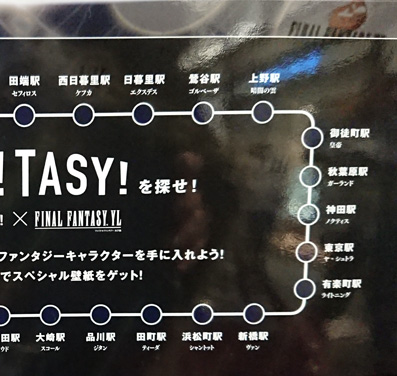 FINAL FANTASY
田端駅 西日暮里駅 日暮里駅 鶯谷駅 上野駅
セフィロス ケフカ エクスデス ゴルベーザ 暗闇の雲
御徒町駅
皇帝
秋葉原駅
ガーランド
!TASY!を探せ!
神田駅
ノクティス
! × FINAL FANTASY.YL
東京駅
ヤ・シュトラ
ファンタジーキャラクターを手に入れよう!
でスペシャル壁紙をゲット!
有楽町駅
ライトニング
田駅 大崎駅 品川駅 田町駅 浜松町駅 新橋駅
ウド スコール ジタン ティーダ シャントット ヴァン